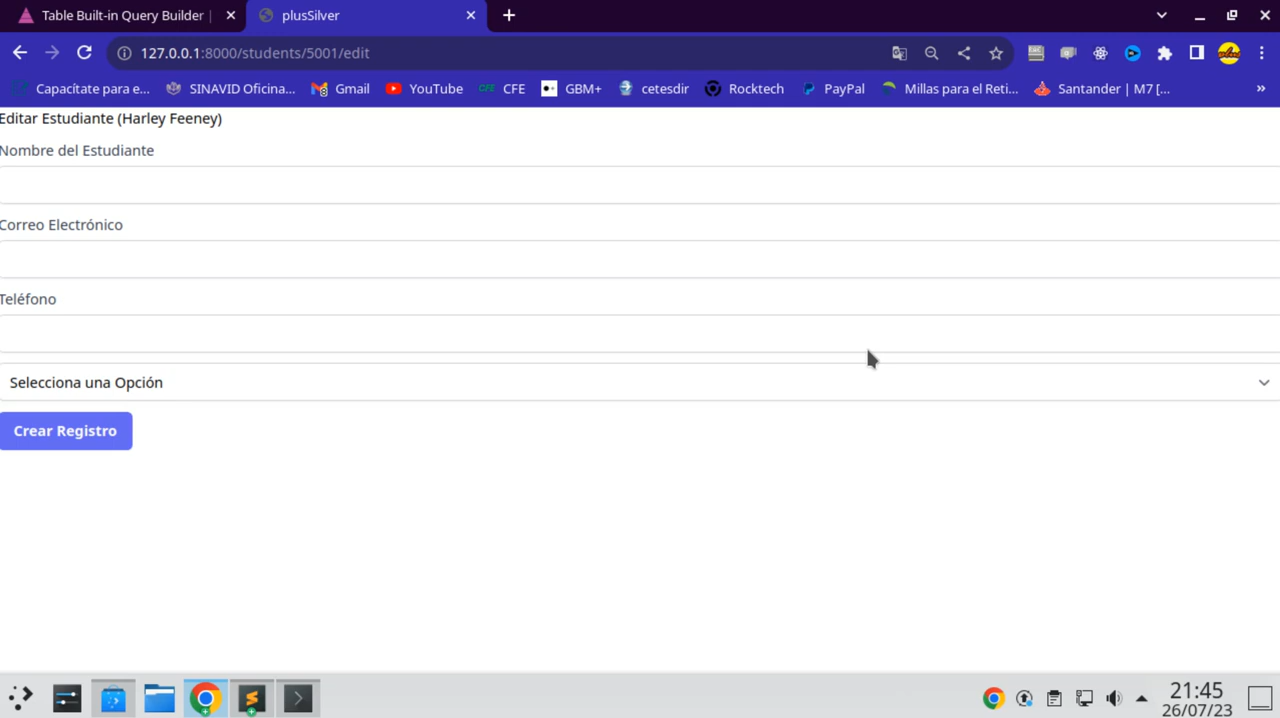 Table Built-in Query Builder |
plusSilver
127.0.0.1:8000/students/5001/edit
Capacítate para e...
SINAVID Oficina...
Gmail
YouTube
CFE
CFE
GBM+
cetesdir
Rocktech
PayPal
Millas para el Reti...
Santander | M7 [...
»
Editar Estudiante (Harley Feeney)
Nombre del Estudiante
Correo Electrónico
Teléfono
Selecciona una Opción
Crear Registro
21:45
26/07/23